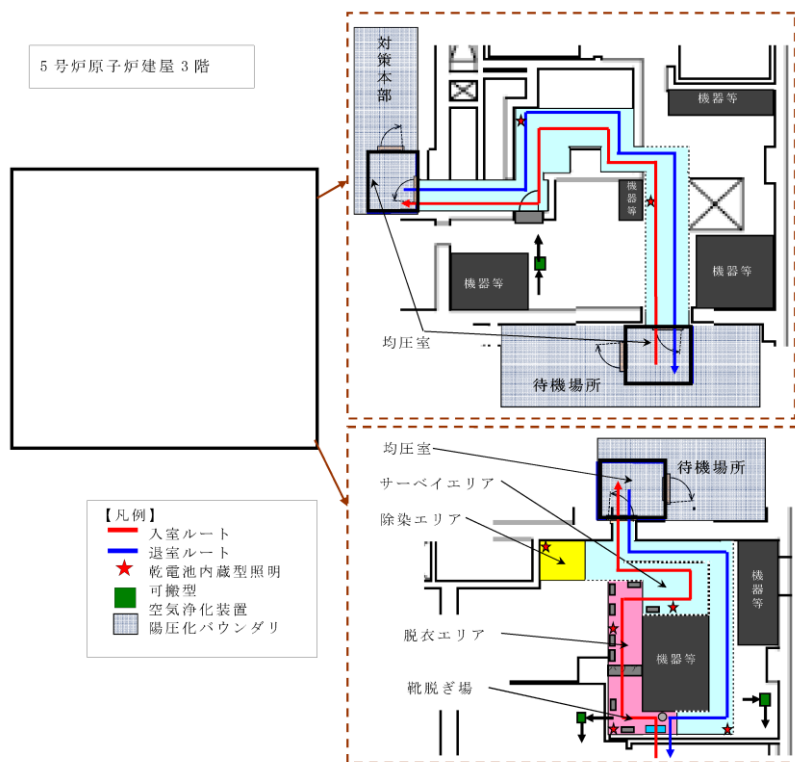 5号炉原子炉建屋3階
対策本部
機器等
機器等
機器等
機器等
均圧室
待機場所
均圧室
待機場所
サーベイエリア
除染エリア
機器等
脱衣エリア
機器等
靴脱ぎ場
【凡例】
入室ルート
退室ルート
乾電池内蔵型照明
可搬型
空気浄化装置
陽圧化バウンダリ